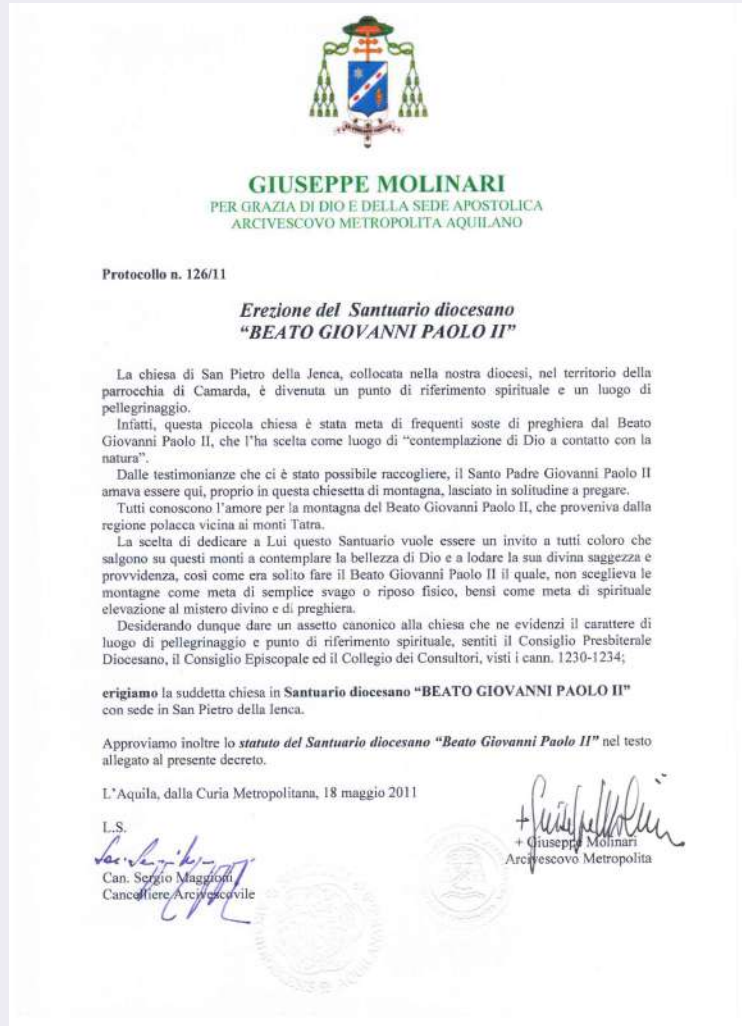 GIUSEPPE MOLINARI
PER GRAZIA DI DIO E DELLA SEDE APOSTOLICA
ARCIVESCOVO METROPOLITA AQUILANO
Protocollo n. 126/11
Erezione del Santuario diocesano
“BEATO GIOVANNI PAOLO II”
La chiesa di San Pietro della Jenca, collocata nella nostra diocesi, nel territorio della
parrocchia di Camarda, è divenuta un punto di riferimento spirituale e un luogo di
pellegrinaggio.
Infatti, questa piccola chiesa è stata meta di frequenti soste di preghiera dal Beato
Giovanni Paolo II, che l’ha scelta come luogo di “contemplazione di Dio a contatto con la
natura”.
Dalle testimonianze che ci è stato possibile raccogliere, il Santo Padre Giovanni Paolo II
amava essere qui, proprio in questa chiesetta di montagna, lasciato in solitudine a pregare.
Tutti conoscono l’amore per la montagna del Beato Giovanni Paolo II, che proveniva dalla
regione polacca vicina ai monti Tatra.
La scelta di dedicare a Lui questo Santuario vuole essere un invito a tutti coloro che
salgono su questi monti a contemplare la bellezza di Dio e a lodare la sua divina saggezza e
provvidenza, così come era solito fare il Beato Giovanni Paolo II il quale, non sceglieva le
montagne come meta di semplice svago o riposo fisico, bensì come meta di spirituale
elevazione al mistero divino e di preghiera.
Desiderando dunque dare un assetto canonico alla chiesa che ne evidenzi il carattere di
luogo di pellegrinaggio e punto di riferimento spirituale, sentiti il Consiglio Presbiterale
Diocesano, il Consiglio Episcopale ed il Collegio dei Consultori, visti i cann. 1230-1234;
erigiamo la suddetta chiesa in Santuario diocesano “BEATO GIOVANNI PAOLO II”
con sede in San Pietro della Ienca.
Approviamo inoltre lo statuto del Santuario diocesano “Beato Giovanni Paolo II” nel testo
allegato al presente decreto.
L’Aquila, dalla Curia Metropolitana, 18 maggio 2011
L.S.
Can. Sergio Maggioni
Cancelliere Arcivescovile
+ Giuseppe Molinari
+ Giuseppe Molinari
Arcivescovo Metropolita